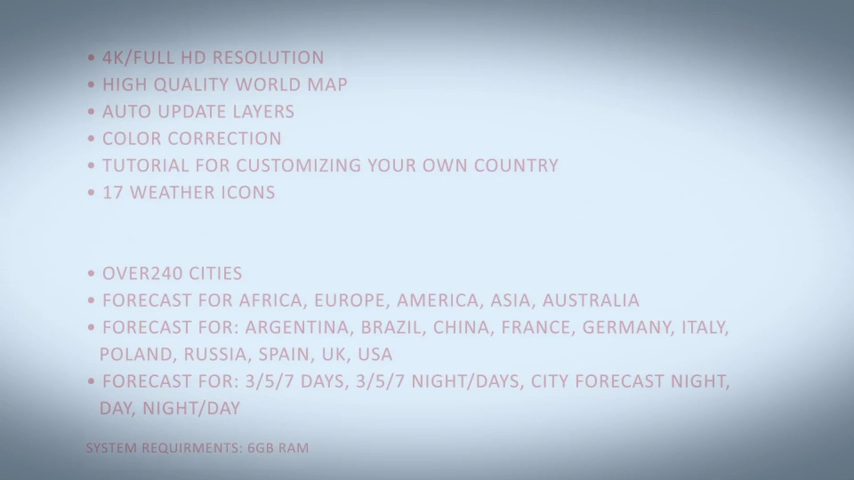 • 4K/FULL HD RESOLUTION
• HIGH QUALITY WORLD MAP
• AUTO UPDATE LAYERS
• COLOR CORRECTION
• TUTORIAL FOR CUSTOMIZING YOUR OWN COUNTRY
• 17 WEATHER ICONS
• OVER240 CITIES
• FORECAST FOR AFRICA, EUROPE, AMERICA, ASIA, AUSTRALIA
• FORECAST FOR: ARGENTINA, BRAZIL, CHINA, FRANCE, GERMANY, ITALY,
POLAND, RUSSIA, SPAIN, UK, USA
• FORECAST FOR: 3/5/7 DAYS, 3/5/7 NIGHT/DAYS, CITY FORECAST NIGHT,
DAY, NIGHT/DAY
SYSTEM REQUIRMENTS: 6GB RAM